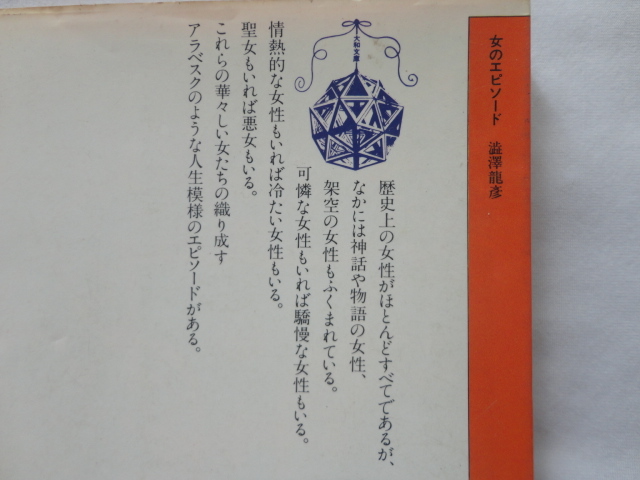 女のエピソード 澁澤龍彦
大和文庫
歴史上の女性がほとんどすべてであるが、
なかには神話や物語の女性、
架空の女性もふくまれている。
可憐な女性もいれば驕慢な女性もいる。
情熱的な女性もいれば冷たい女性もいる。
聖女もいれば悪女もいる。
これらの華々しい女たちの織り成す
アラベスクのような人生模様のエピソードがある。